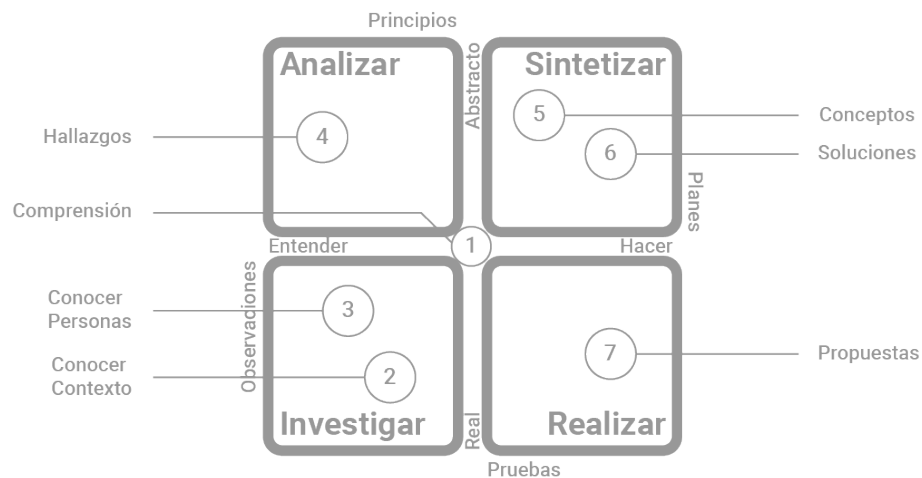 Principios
Analizar
Abstracto
Sintetizar
4
5
Hallazgos
Conceptos
6
Soluciones
Comprensión
Planes
Entender
1
Hacer
Observaciones
3
Conocer
Personas
2
Conocer
Contexto
7
Propuestas
Investigar
Real
Realizar
Pruebas